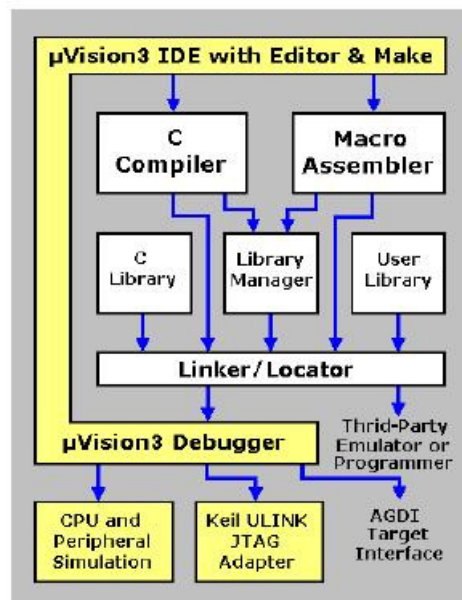 µVision3 IDE with Editor & Make
C
Compiler
Macro
Assembler
C
Library
Library
Manager
User
Library
Linker/Locator
Thrid-Party
Emulator or
Programmer
µVision3 Debugger
CPU and
Peripheral
Simulation
Keil ULINK
JTAG
Adapter
AGDI
Target
Interface